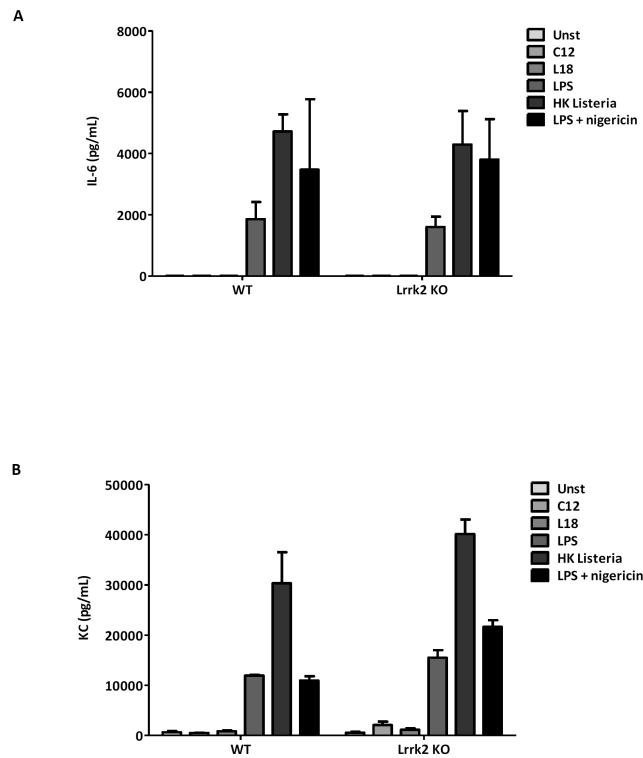 A
8000
6000
4000
2000
0
IL-6 (pg/mL)
WT
Lrrk2 KO
Unst
C12
L18
LPS
HK Listeria
LPS + nigericin
B
50000
40000
30000
20000
10000
0
KC (pg/mL)
WT
Lrrk2 KO
Unst
C12
L18
LPS
HK Listeria
LPS + nigericin